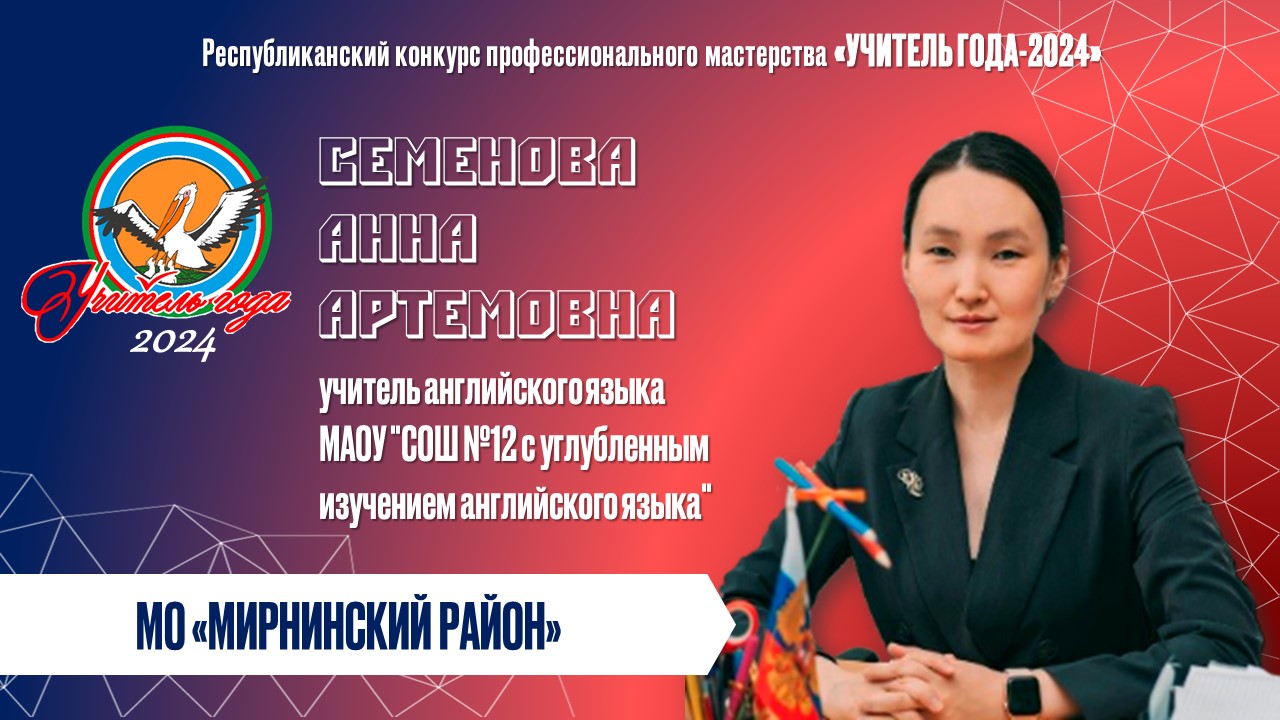 Республиканский конкурс профессионального мастерства «УЧИТЕЛЬ ГОДА-2024»
СЕМЕНОВА
АННА
АРТЕМОВНА
Учитель года
2024
учитель английского языка
МАОУ "СОШ №12 с углубленным
изучением английского языка"
МО «МИРНИНСКИЙ РАЙОН»